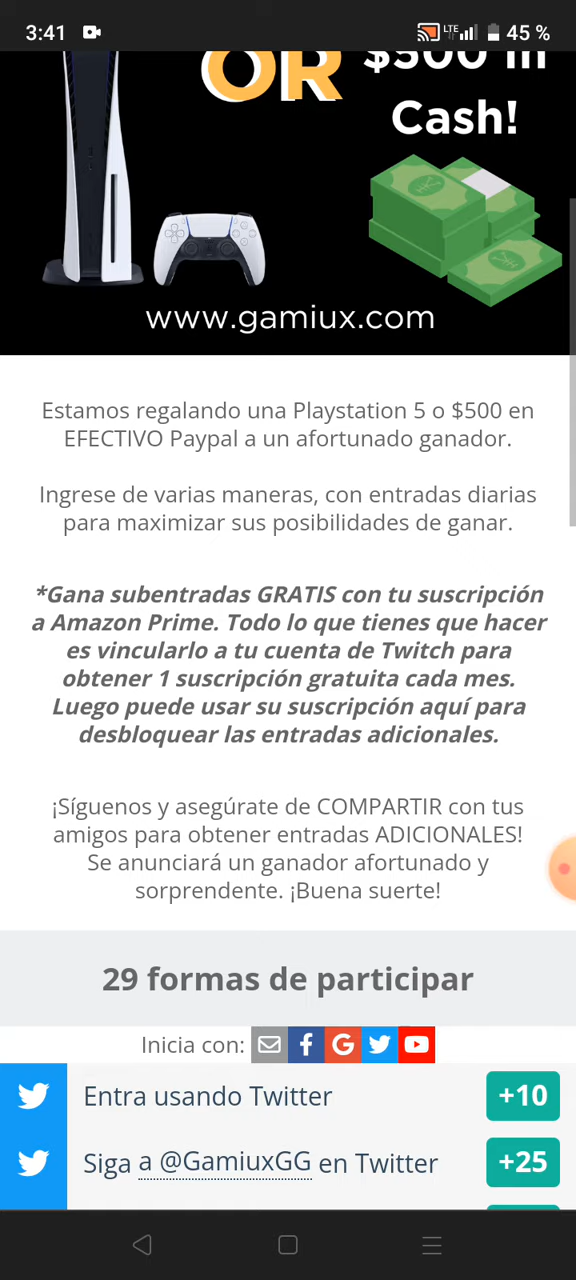 3:41
LTE
45 %
OR
$500 in
Cash!
www.gamiux.com
Estamos regalando una Playstation 5 o $500 en
EFECTIVO Paypal a un afortunado ganador.
Ingrese de varias maneras, con entradas diarias
para maximizar sus posibilidades de ganar.
*Gana subentradas GRATIS con tu suscripción
a Amazon Prime. Todo lo que tienes que hacer
es vincularlo a tu cuenta de Twitch para
obtener 1 suscripción gratuita cada mes.
Luego puede usar su suscripción aquí para
desbloquear las entradas adicionales.
¡Síguenos y asegúrate de COMPARTIR con tus
amigos para obtener entradas ADICIONALES!
Se anunciará un ganador afortunado y
sorprendente. ¡Buena suerte!
29 formas de participar
Inicia con:
Entra usando Twitter +10
Siga a @GamiuxGG en Twitter +25